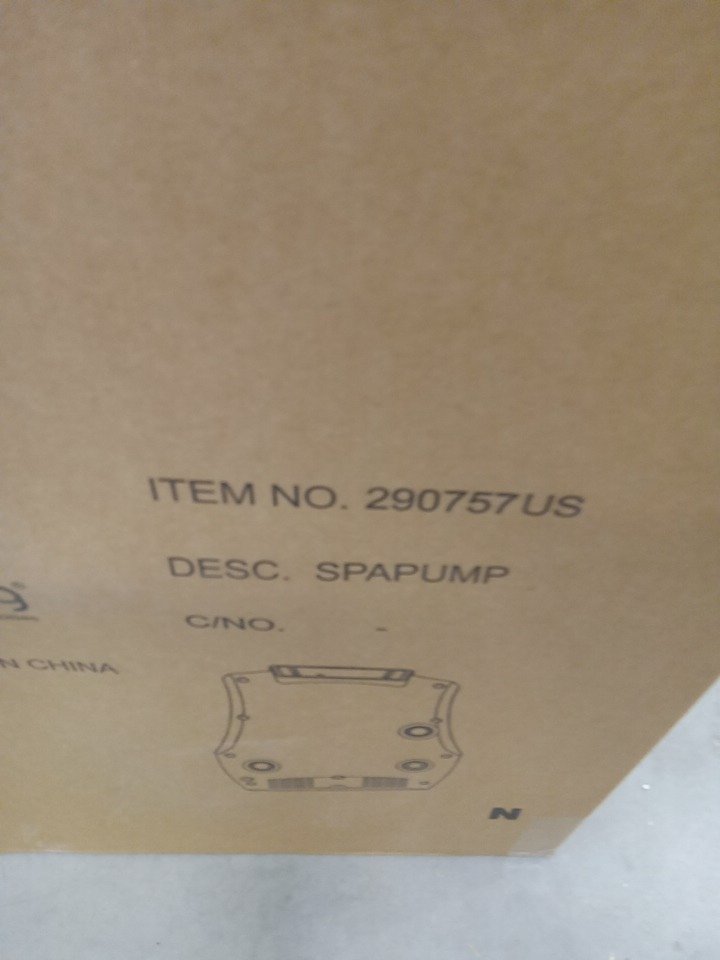 ITEM NO. 290757US
DESC. SPAPUMP
C/NO. -
N CHINA
N